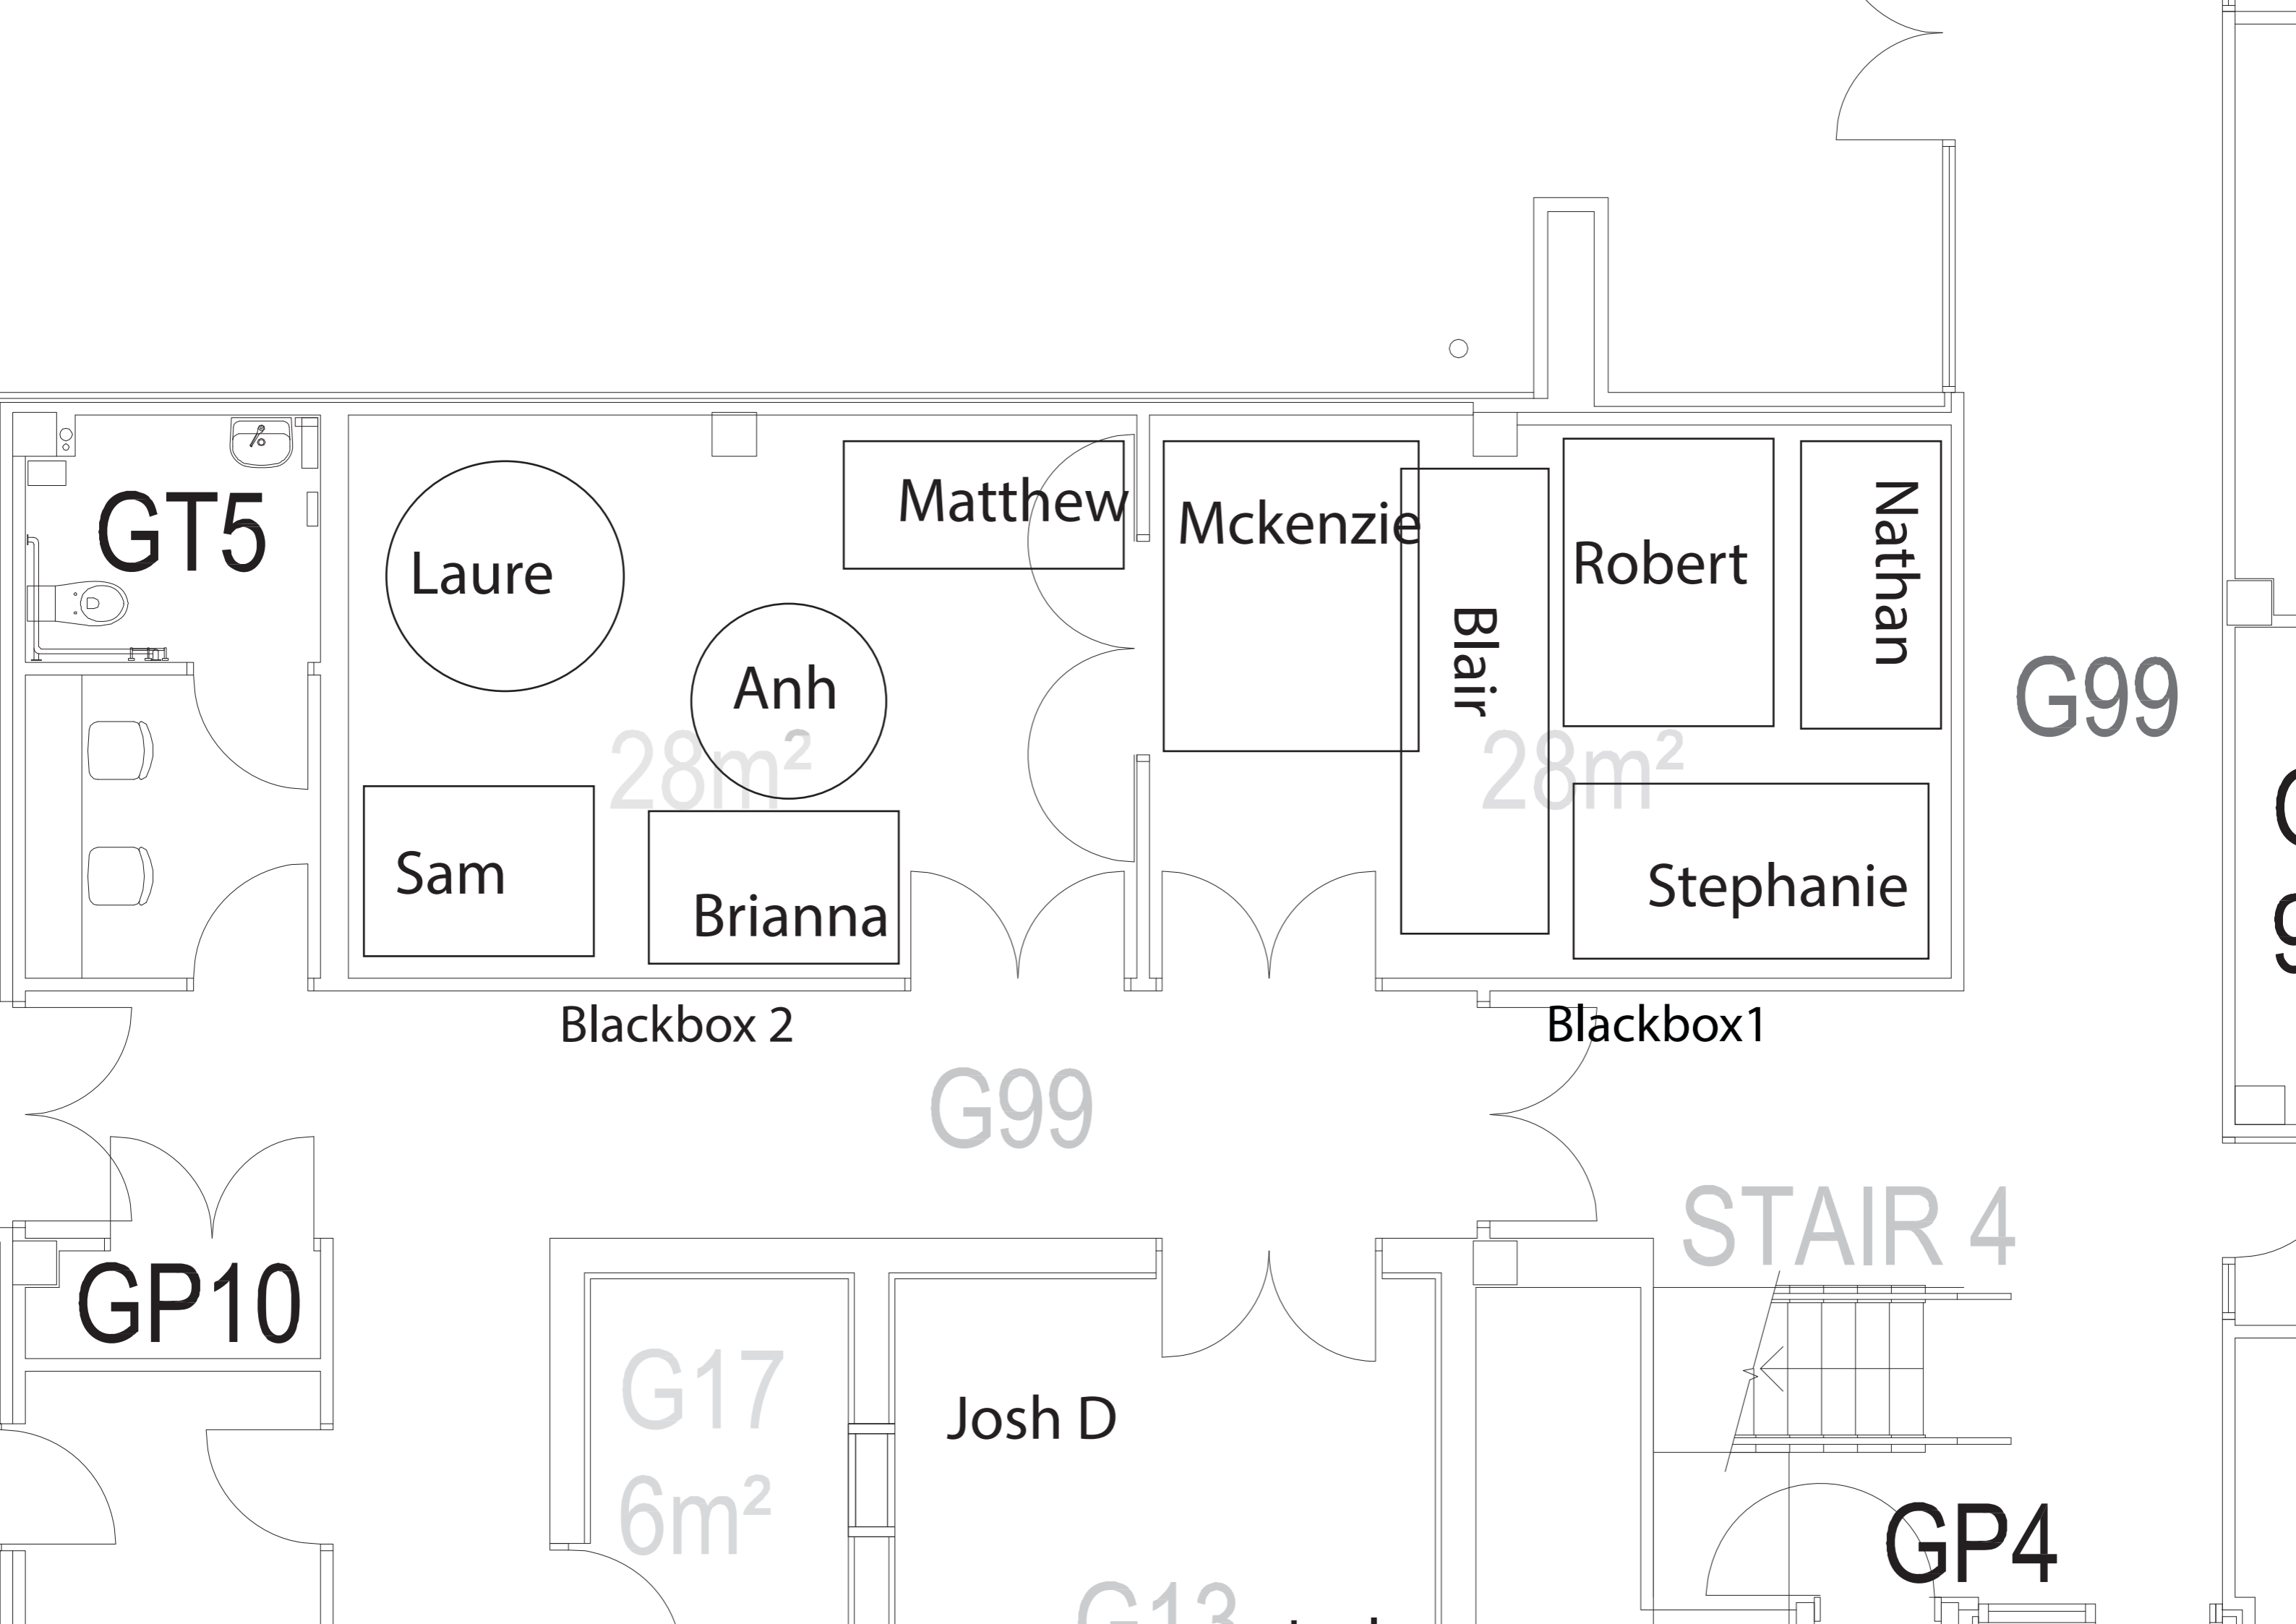 GT5
Laure
Matthew
Mckenzie
Robert
Nathan
Blair
Anh
28m²
28m²
G99
Sam
Brianna
Stephanie
Blackbox 2
Blackbox1
G99
STAIR 4
GP10
G17
6m²
Josh D
GP4
G13